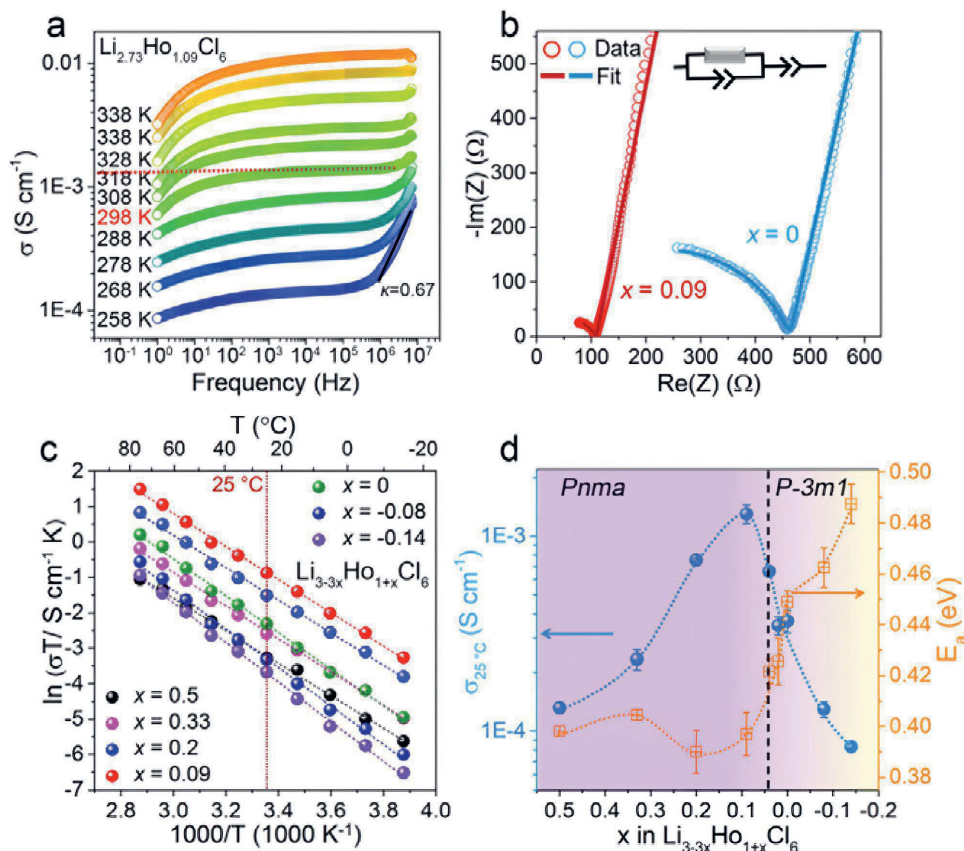 a
Li2.73Ho1.09Cl6
0.01
1E-3
1E-4
σ (S cm-1)
338 K
338 K
328 K
318 K
308 K
298 K
288 K
278 K
268 K
258 K
κ=0.67
10-1 100 101 102 103 104 105 106 107
Frequency (Hz)
b
Data
Fit
500
400
300
200
100
0
-Im(Z) (Ω)
x = 0
x = 0.09
0 100 200 300 400 500 600
Re(Z) (Ω)
c
T (°C)
80 60 40 20 0 -20
25 °C
x = 0
x = -0.08
x = -0.14
Li3-3xHo1+xCl6
2
1
0
-1
-2
-3
-4
-5
-6
-7
ln (σT/ S cm-1 K)
x = 0.5
x = 0.33
x = 0.2
x = 0.09
2.8 3.0 3.2 3.4 3.6 3.8 4.0
1000/T (1000 K-1)
d
Pnma
P-3m1
1E-3
1E-4
σ25 °C (S cm-1)
0.50
0.48
0.46
0.44
0.42
0.40
0.38
Ea (eV)
0.5 0.4 0.3 0.2 0.1 0.0 -0.1 -0.2
x in Li3-3xHo1+xCl6